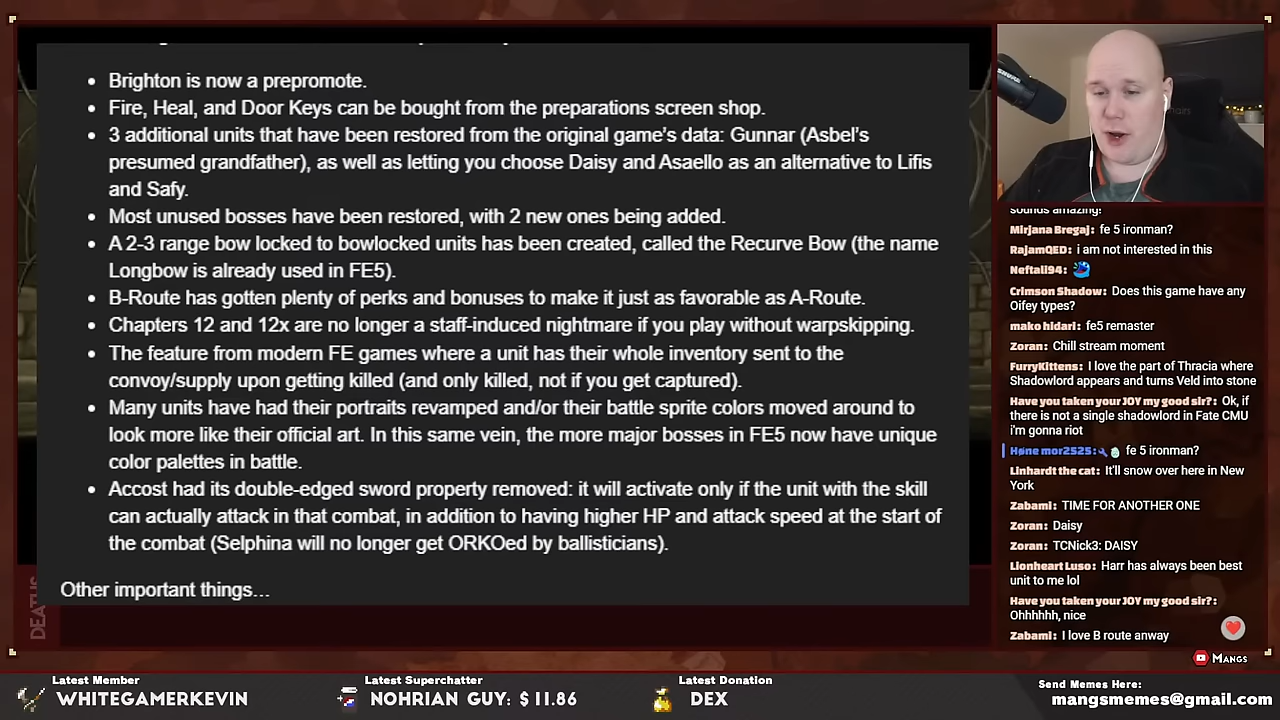 Brighton is now a prepromote.
Fire, Heal, and Door Keys can be bought from the preparations screen shop.
3 additional units that have been restored from the original game's data: Gunnar (Asbel's
presumed grandfather), as well as letting you choose Daisy and Asaello as an alternative to Lifis
and Safy.
Most unused bosses have been restored, with 2 new ones being added.
A 2-3 range bow locked to bowlocked units has been created, called the Recurve Bow (the name
Longbow is already used in FE5).
B-Route has gotten plenty of perks and bonuses to make it just as favorable as A-Route.
Chapters 12 and 12x are no longer a staff-induced nightmare if you play without warpskipping.
The feature from modern FE games where a unit has their whole inventory sent to the
convoy/supply upon getting killed (and only killed, not if you get captured).
Many units have had their portraits revamped and/or their battle sprite colors moved around to
look more like their official art. In this same vein, the more major bosses in FE5 now have unique
color palettes in battle.
Accost had its double-edged sword property removed: it will activate only if the unit with the skill
can actually attack in that combat, in addition to having higher HP and attack speed at the start of
the combat (Selphina will no longer get ORKOed by ballisticians).
Other important things...
DEATHS
SHURE
sounds amazing!
Mirjana Bregaj: fe 5 ironman?
RajamQED: i am not interested in this
Neftali94:
Crimson Shadow: Does this game have any
Oifey types?
mako hidari: fe5 remaster
Zoran: Chill stream moment
FurryKittens: I love the part of Thracia where
Shadowlord appears and turns Veld into stone
Have you taken your JOY my good sir?: Ok, if
there is not a single shadowlord in Fate CMU
i'm gonna riot
Høne mor2525: fe 5 ironman?
Linhardt the cat: It'll snow over here in New
York
Zabami: TIME FOR ANOTHER ONE
Zoran: Daisy
Zoran: TCNick3: DAISY
Lionheart Luso: Harr has always been best
unit to me lol
Have you taken your JOY my good sir?:
Ohhhhhh, nice
Zabami: I love B route anway
Mangs
Latest Member
WHITEGAMERKEVIN
Latest Superchatter
NOHRIAN GUY: $11.86
Latest Donation
DEX
Send Memes Here:
mangsmemes@gmail.com